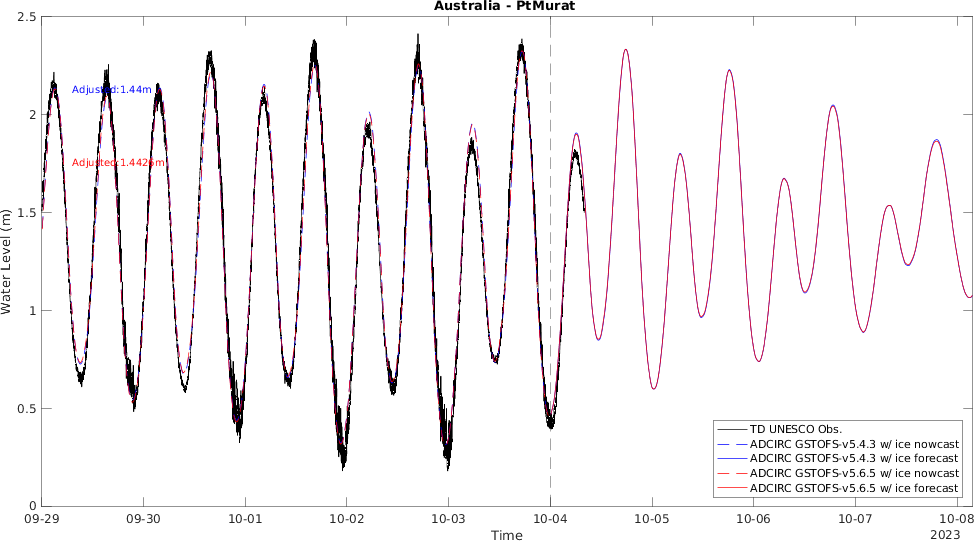 Australia - PtMurat
2.5
2
1.5
1
0.5
0
Water Level (m)
Adjusted:1.44m
Adjusted:1.4426m
TD UNESCO Obs.
ADCIRC GSTOFS-v5.4.3 w/ ice nowcast
ADCIRC GSTOFS-v5.4.3 w/ ice forecast
ADCIRC GSTOFS-v5.6.5 w/ ice nowcast
ADCIRC GSTOFS-v5.6.5 w/ ice forecast
09-29 09-30 10-01 10-02 10-03 10-04 10-05 10-06 10-07 10-08
Time
2023